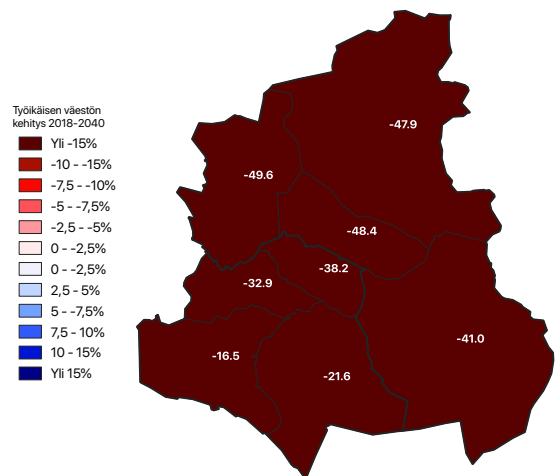 Työikäisen väestön
kehitys 2018-2040
Yli -15%
-10 - -15%
-7,5 - -10%
-5 - -7,5%
-2,5 - -5%
0 - -2,5%
0 - -2,5%
2,5 - 5%
5 - -7,5%
7,5 - 10%
10 - 15%
Yli 15%
-47.9
-49.6
-48.4
-38.2
-32.9
-41.0
-16.5
-21.6